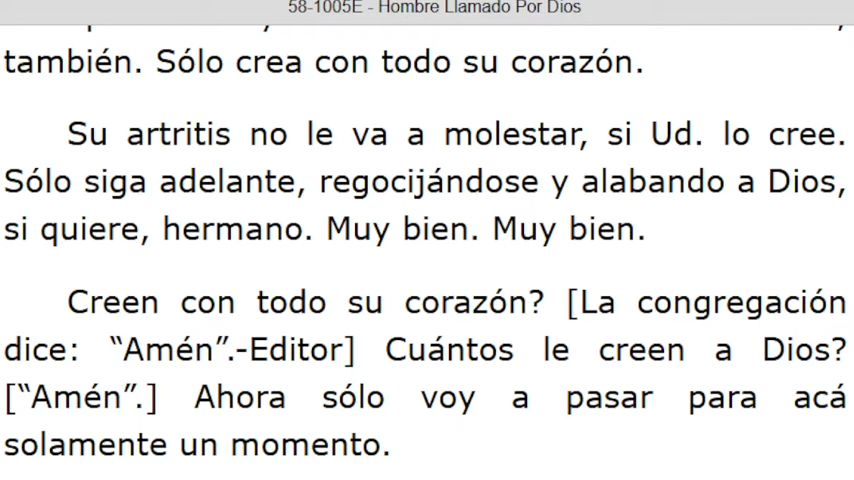 58-1005E - Hombre Llamado Por Dios
también. Sólo crea con todo su corazón.
Su artritis no le va a molestar, si Ud. lo cree.
Sólo siga adelante, regocijándose y alabando a Dios,
si quiere, hermano. Muy bien. Muy bien.
Creen con todo su corazón? [La congregación
dice: “Amén”.-Editor] Cuántos le creen a Dios?
[“Amén”.] Ahora sólo voy a pasar para acá
solamente un momento.